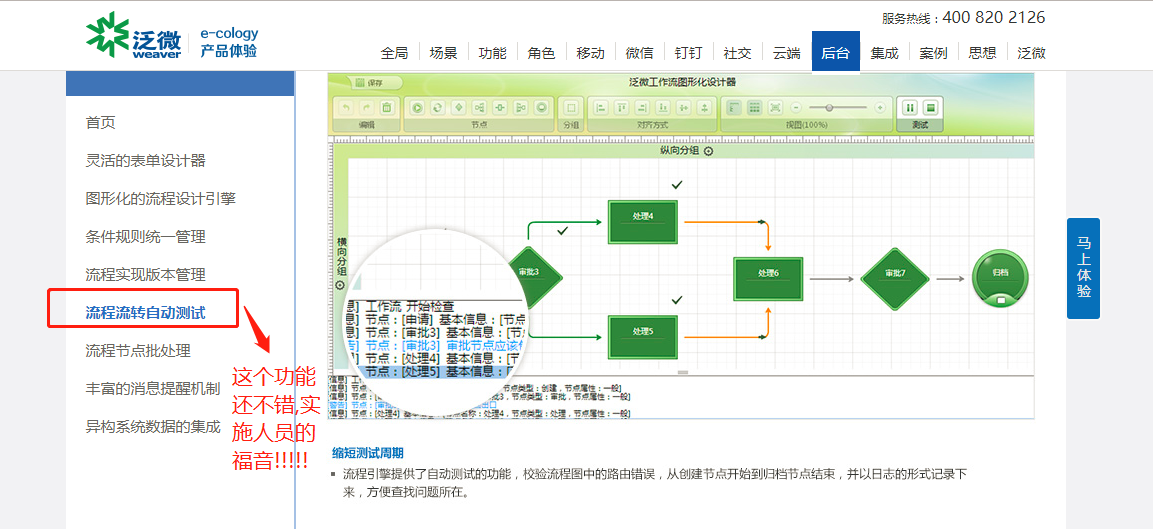 服务热线：400 820 2126
泛微
weaver
e-cology
产品体验
全局 场景 功能 角色 移动 微信 钉钉 社交 云端 后台 集成 案例 思想 泛微
首页
灵活的表单设计器
图形化的流程设计引擎
条件规则统一管理
流程实现版本管理
流程流转自动测试
流程节点批处理
丰富的消息提醒机制
异构系统数据的集成
这个功能
还不错,实
施人员的
福音!!!!!
泛微工作流图形化设计器
保存
编辑 节点 分组 对齐方式 视图(100%) 测试
纵向分组
横向分组
处理4
审批3
处理6
审批7
归档
处理5
息] 工作流 开始检查
息] 节点：[申请] 基本信息：[节点
息] 节点：[审批3] 基本信息：[节
告] 节点：[审批3] 审批节点应该
息] 节点：[处理4] 基本信息：[节
节点：[处理5] 基本信息：
节点类型：创建，节点属性：一般]
3，节点类型：审批，节点属性：一般]
出口
[信息] 节点：[处理4] 基本信息：[节点名称：处理4，节点类型：处理，节点属性：一般]
马上体验
缩短测试周期
流程引擎提供了自动测试的功能，校验流程图中的路由错误，从创建节点开始到归档节点结束，并以日志的形式记录下
来，方便查找问题所在。